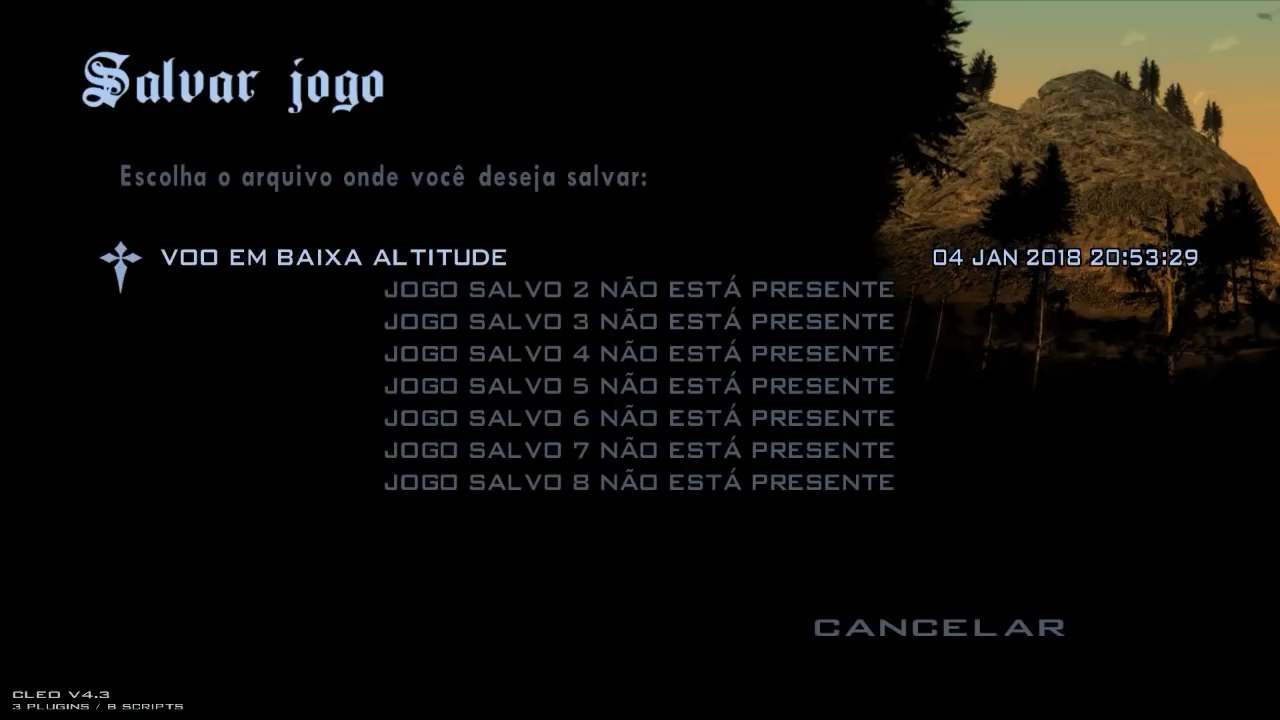 Salvar jogo
Escolha o arquivo onde você deseja salvar:
VOO EM BAIXA ALTITUDE 04 JAN 2018 20:53:29
JOGO SALVO 2 NÃO ESTÁ PRESENTE
JOGO SALVO 3 NÃO ESTÁ PRESENTE
JOGO SALVO 4 NÃO ESTÁ PRESENTE
JOGO SALVO 5 NÃO ESTÁ PRESENTE
JOGO SALVO 6 NÃO ESTÁ PRESENTE
JOGO SALVO 7 NÃO ESTÁ PRESENTE
JOGO SALVO 8 NÃO ESTÁ PRESENTE
CANCELAR
CLEO V4.3
3 PLUGINS / 8 SCRIPTS